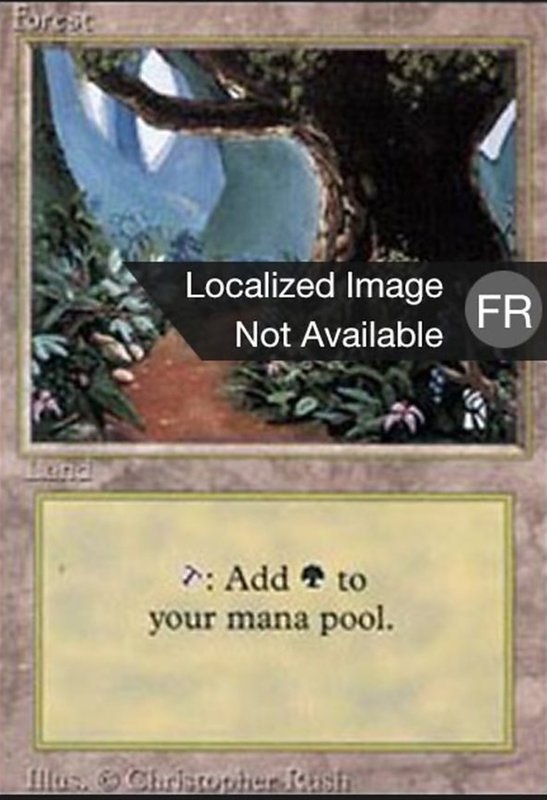 Forest
Localized Image
Not Available
FR
Land
: Add to
your mana pool.
Illus. © Christopher Rush